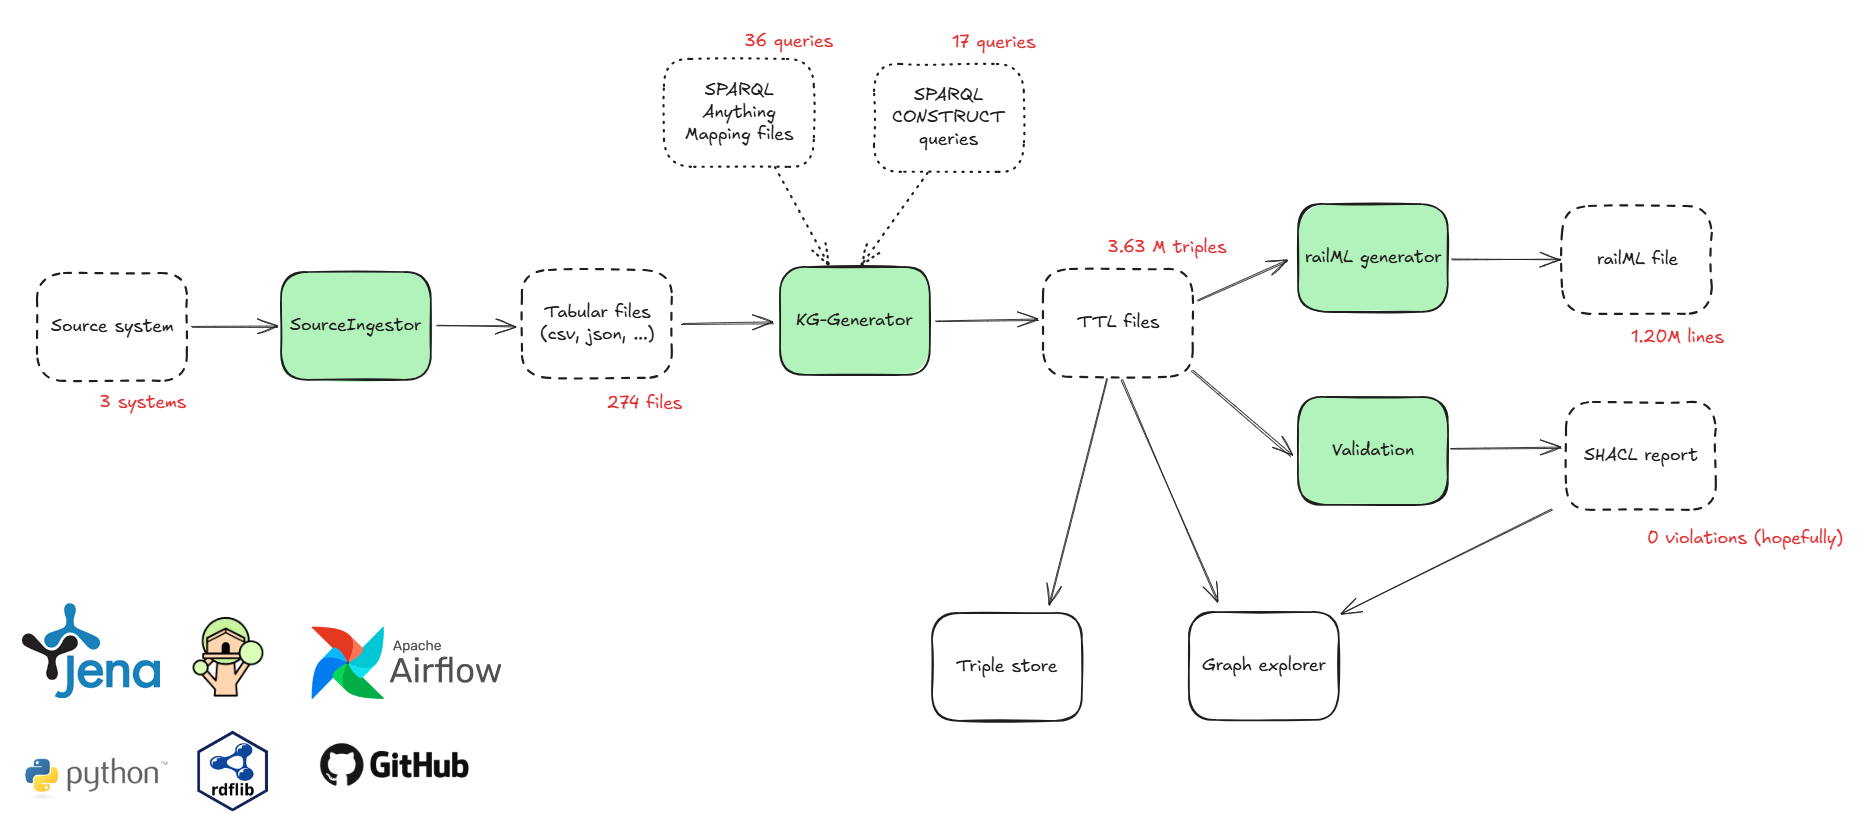 36 queries
17 queries
SPARQL
Anything
Mapping files
SPARQL
CONSTRUCT
queries
Source system
3 systems
SourceIngestor
Tabular files
(csv, json, ...)
274 files
KG-Generator
3.63 M triples
TTL files
railML generator
railML file
1.20M lines
Validation
SHACL report
0 violations (hopefully)
Triple store
Graph explorer
Jena
Apache
Airflow
python™
rdflib
GitHub